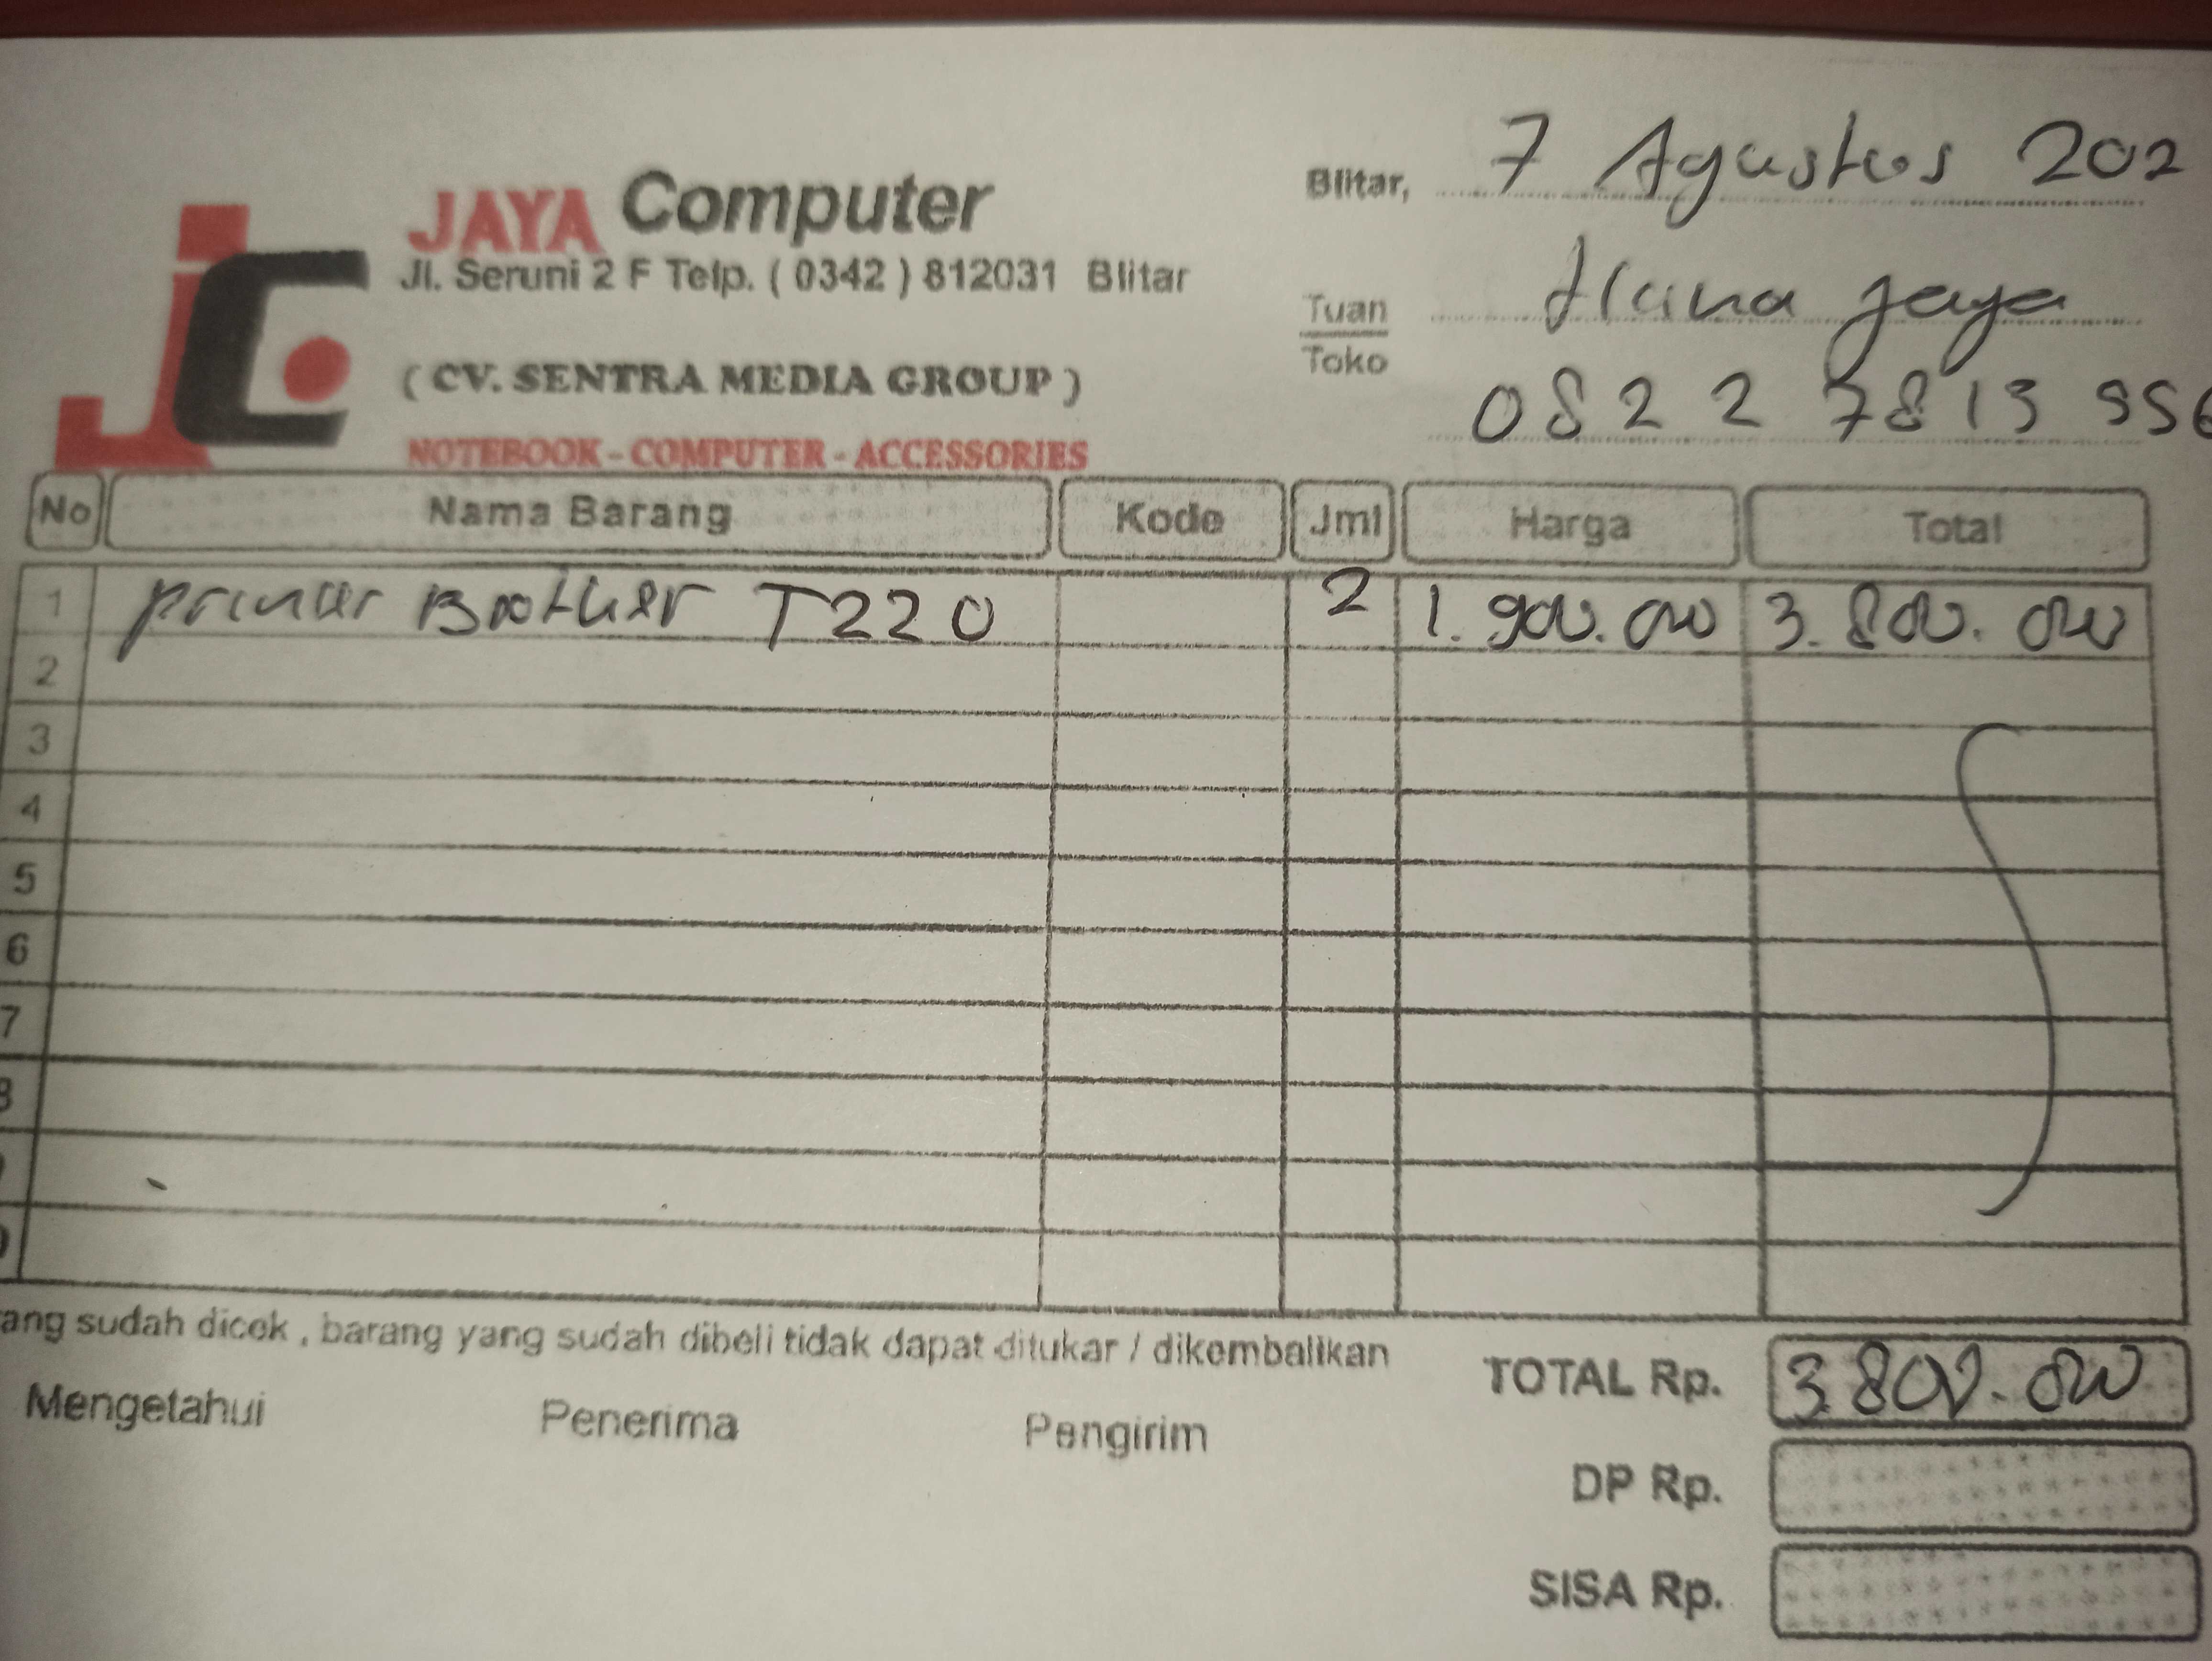 JAYA Computer
Jl. Seruni 2 F Telp. ( 0342 ) 812031 Blitar
( CV. SENTRA MEDIA GROUP )
NOTEBOOK - COMPUTER - ACCESSORIES
Blitar, 7 Agustus 202
Tuan
Toko
Jaya
0822 7813
No Nama Barang Kode Jml Harga Total
1 Printer Brother T220 2 1.900.000 3.800.000
2
3
4
5
6
7
8
ang sudah dicek , barang yang sudah dibeli tidak dapat ditukar / dikembalikan
Mengetahui Penerima Pengirim
TOTAL Rp. 3.800.000
DP Rp.
SISA Rp.